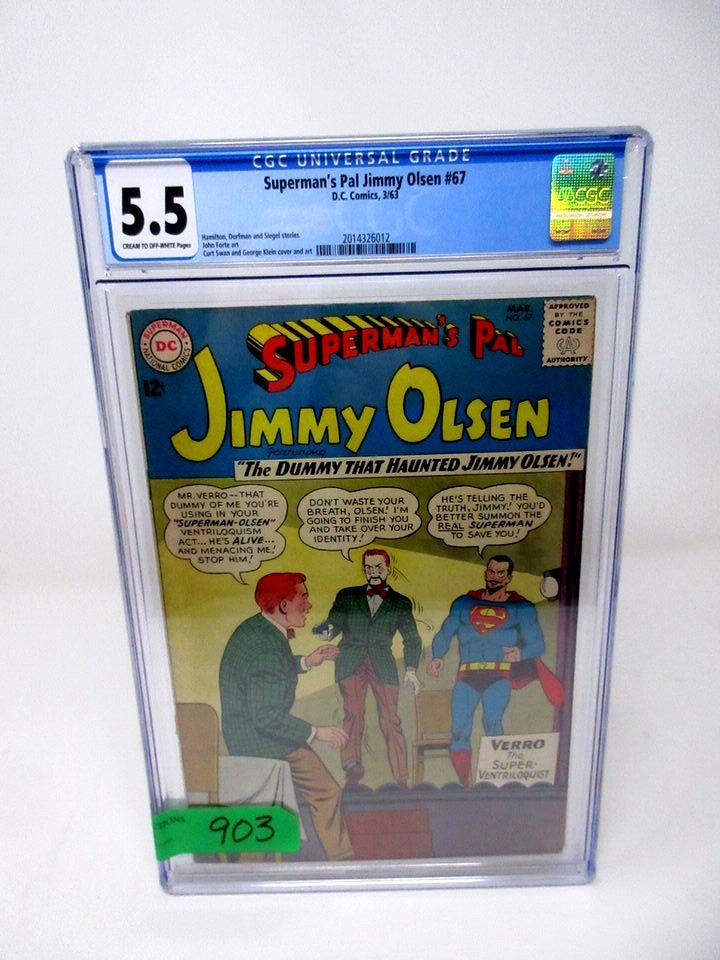 CGC UNIVERSAL GRADE
5.5
CREAM TO OFF-WHITE Pages
Superman's Pal Jimmy Olsen #67
D.C. Comics, 3/63
Hamilton, Dorfman and Siegel stories
John Forte art
Curt Swan and George Klein cover and art
2014326012
CGC
SUPERMAN
DC
NATIONAL COMICS
12¢
SUPERMAN'S PAL
MAR.
NO. 67
APPROVED
BY THE
COMICS
CODE
CA
AUTHORITY
JIMMY OLSEN
Featuring
"The DUMMY THAT HAUNTED JIMMY OLSEN!"
MR. VERRO -- THAT
DUMMY OF ME YOU'RE
USING IN YOUR
"SUPERMAN-OLSEN"
VENTRILOQUISM
ACT... HE'S ALIVE...
AND MENACING ME!
STOP HIM!
DON'T WASTE YOUR
BREATH, OLSEN! I'M
GOING TO FINISH YOU
AND TAKE OVER YOUR
IDENTITY!
HE'S TELLING THE
TRUTH, JIMMY! YOU'D
BETTER SUMMON THE
REAL SUPERMAN
TO SAVE YOU!
S
VERRO
The
SUPER-
VENTRILOQUIST
903